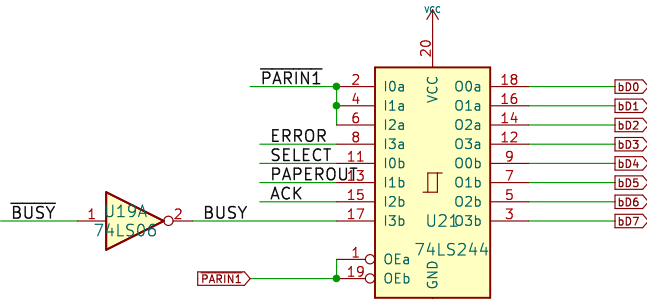 VCC
20
PARIN1 2 I0a VCC O0a 18 bD0
4 I1a O1a 16 bD1
6 I2a O2a 14 bD2
ERROR 8 I3a O3a 12 bD3
SELECT 11 I0b O0b 9 bD4
PAPEROUT 13 I1b O1b 7 bD5
ACK 15 I2b O2b 5 bD6
BUSY 1 U19A 2 BUSY 17 I3b U21 O3b 3 bD7
74LS06
74LS244
1 OEa
PARIN1 19 OEb GND